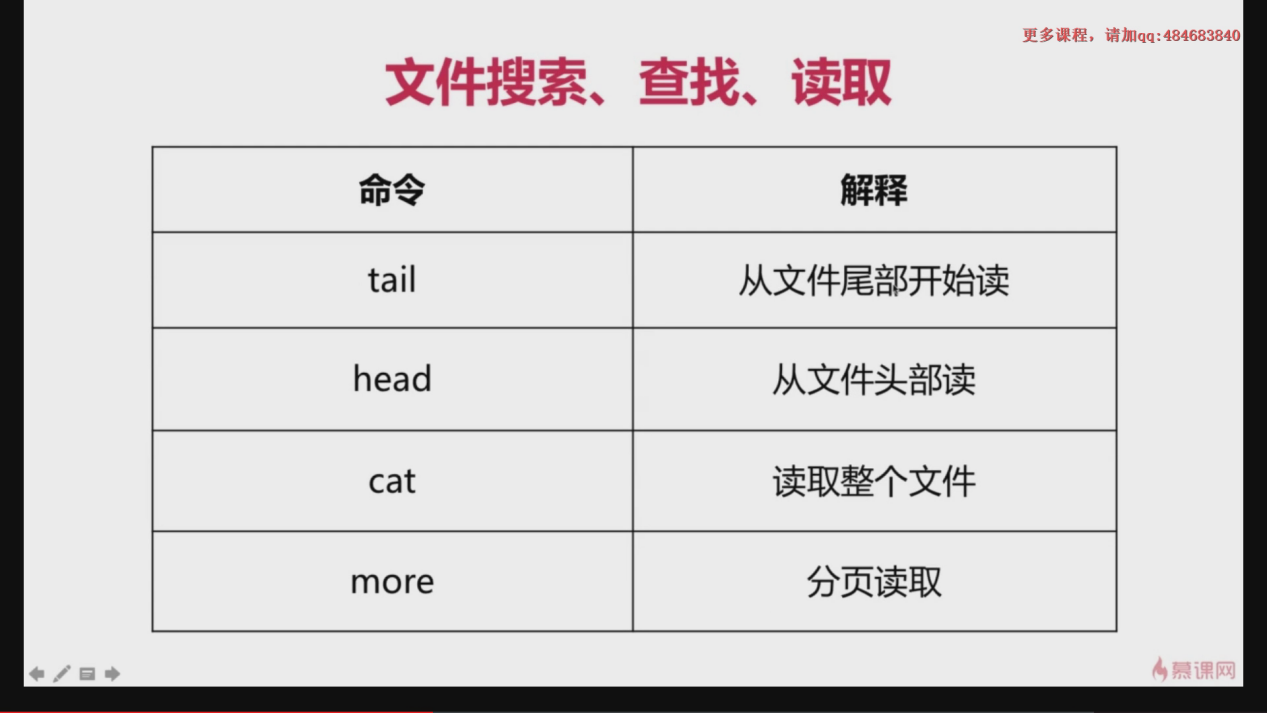 更多课程，请加qq:484683840
文件搜索、查找、读取
命令 解释
tail 从文件尾部开始读
head 从文件头部读
cat 读取整个文件
more 分页读取
慕课网